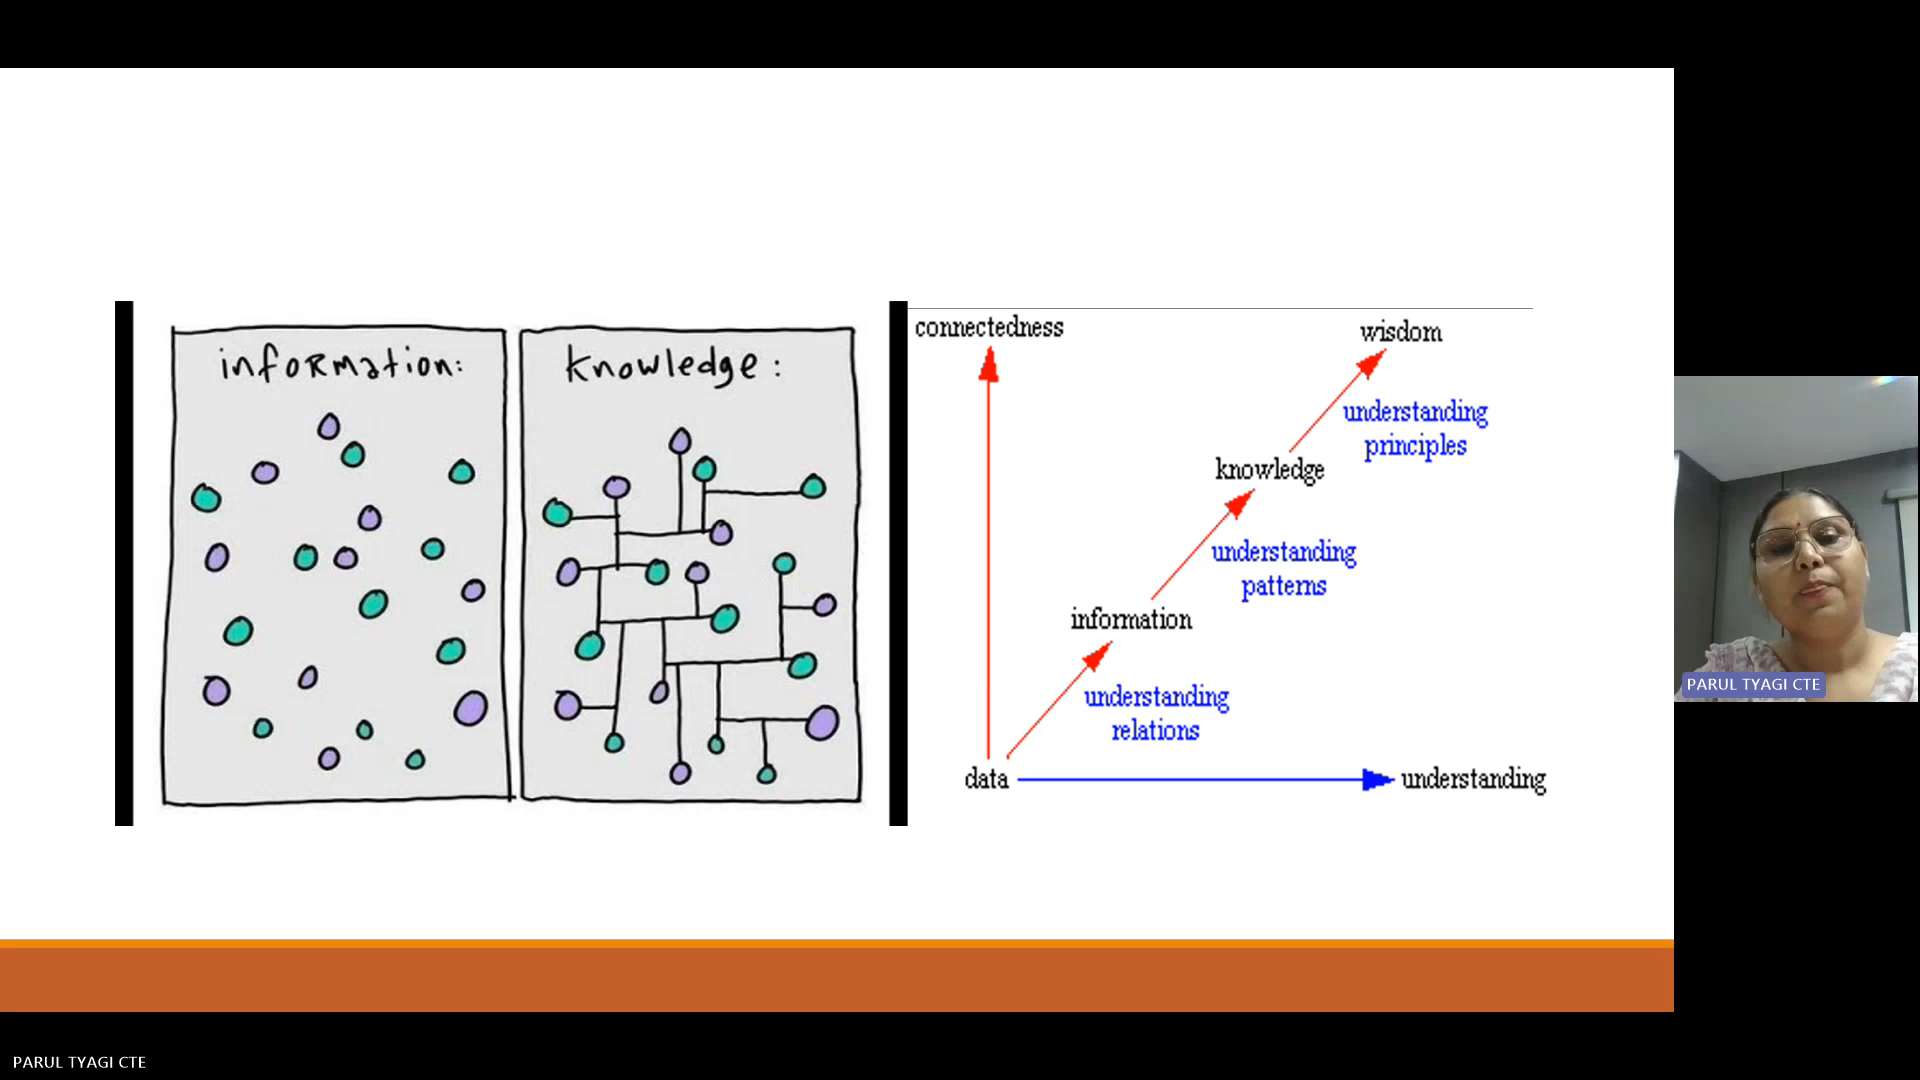 information:
knowledge:
connectedness
wisdom
understanding
principles
knowledge
understanding
patterns
information
understanding
relations
data
understanding
PARUL TYAGI CTE
PARUL TYAGI CTE